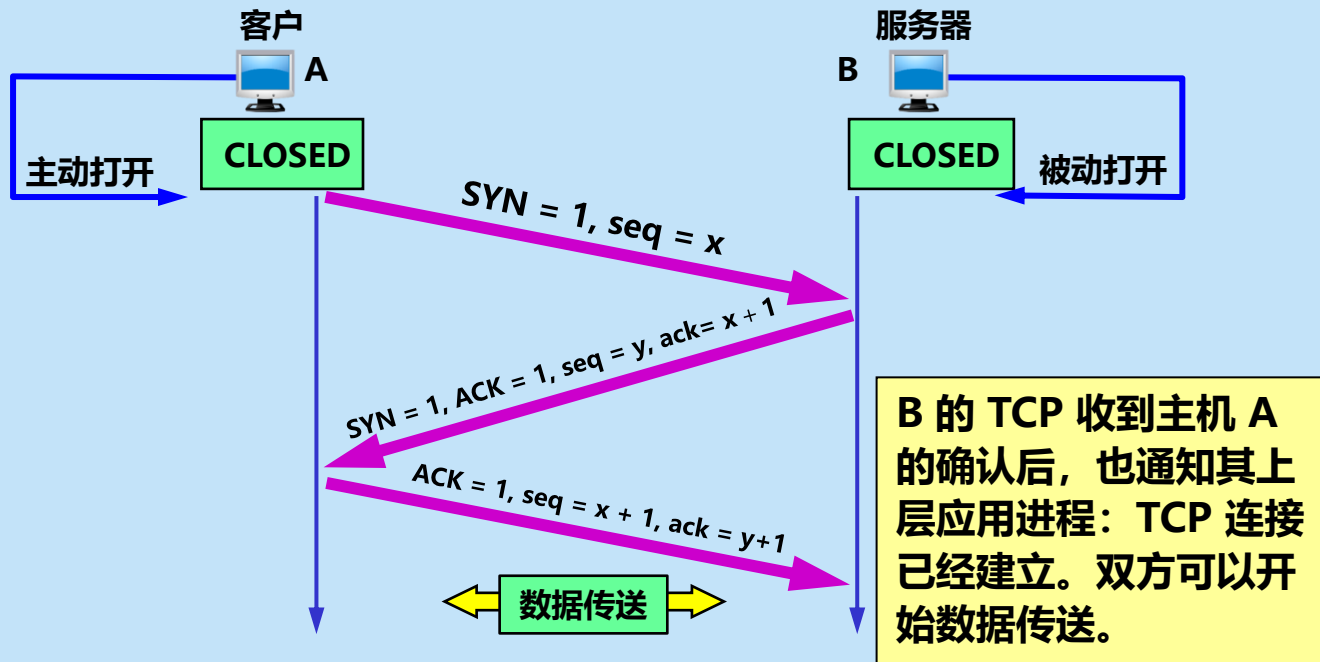 客户
服务器
A
B
CLOSED
CLOSED
主动打开
被动打开
SYN = 1, seq = x
SYN = 1, ACK = 1, seq = y, ack= x + 1
ACK = 1, seq = x + 1, ack = y+1
数据传送
B 的 TCP 收到主机 A
的确认后，也通知其上
层应用进程：TCP 连接
已经建立。双方可以开
始数据传送。